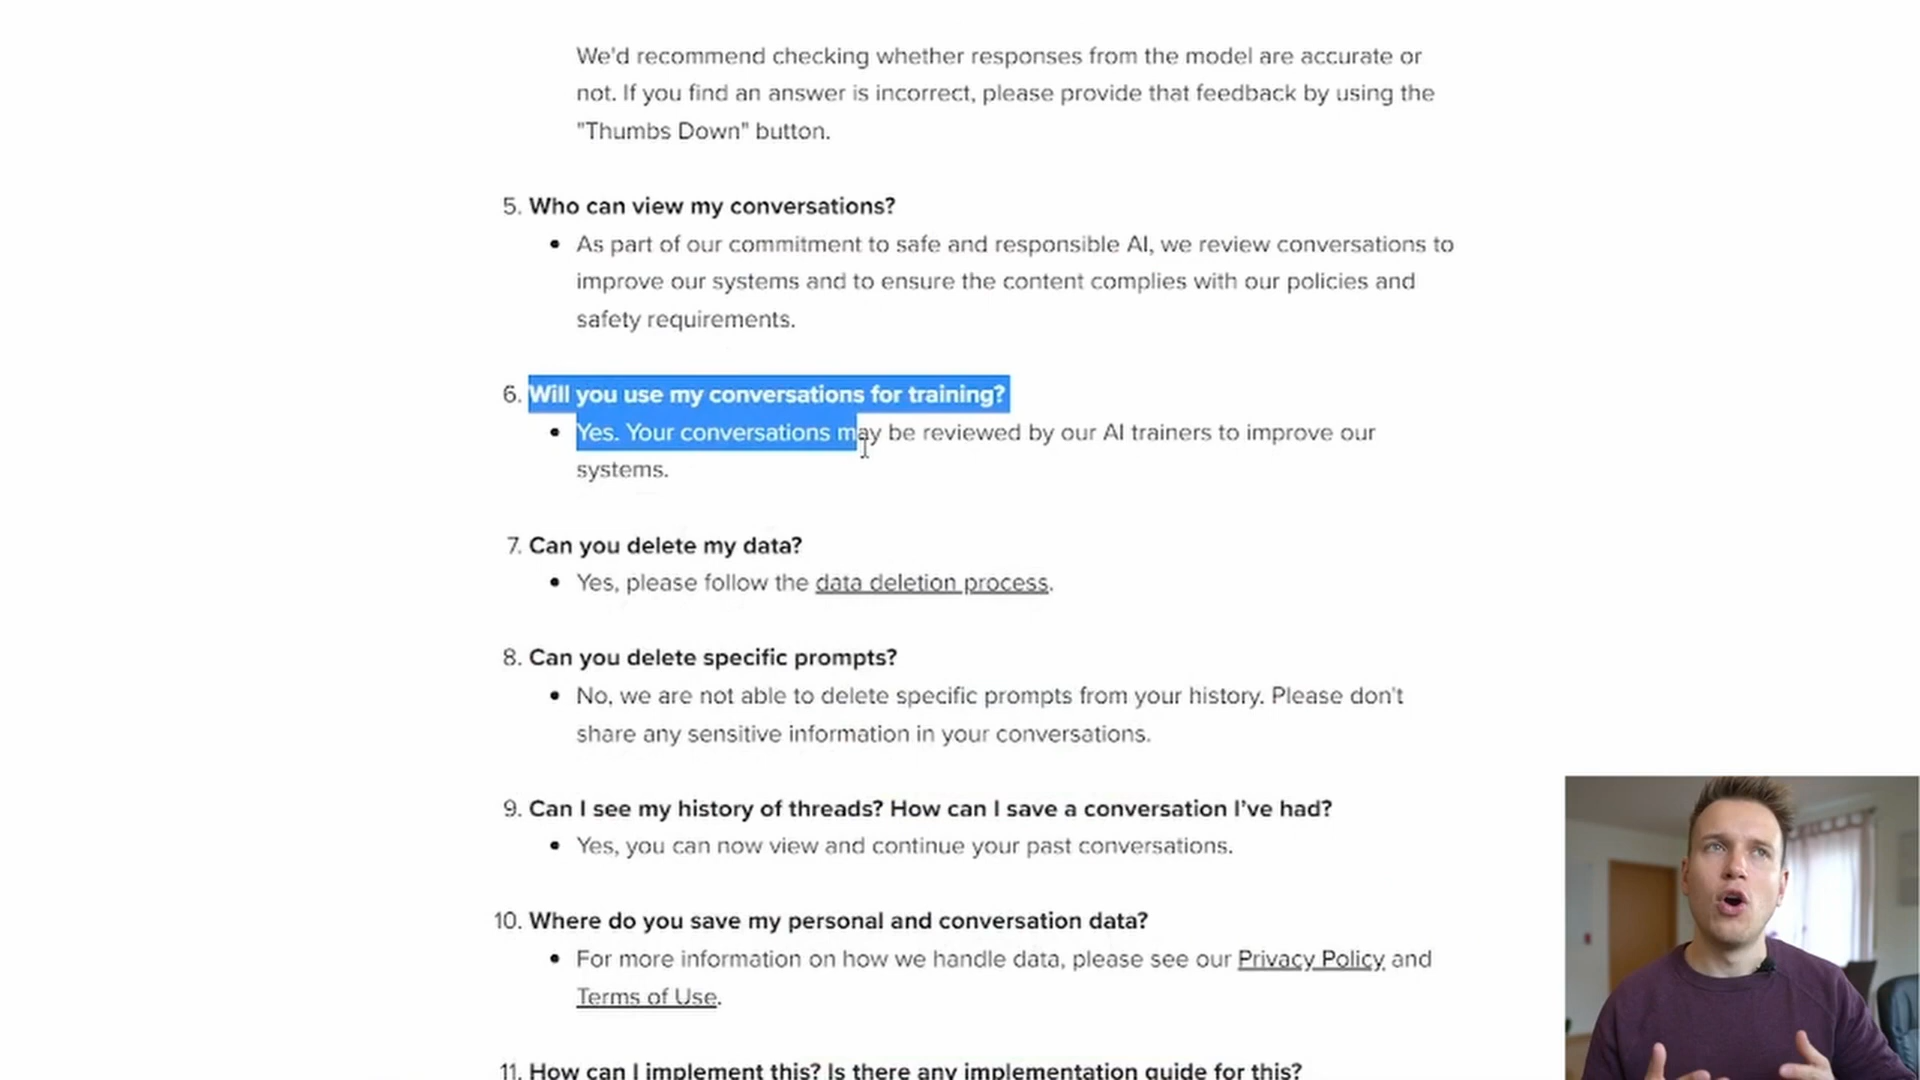 We'd recommend checking whether responses from the model are accurate or
not. If you find an answer is incorrect, please provide that feedback by using the
"Thumbs Down" button.
5. Who can view my conversations?
• As part of our commitment to safe and responsible AI, we review conversations to
improve our systems and to ensure the content complies with our policies and
safety requirements.
6. Will you use my conversations for training?
• Yes. Your conversations may be reviewed by our AI trainers to improve our
systems.
7. Can you delete my data?
• Yes, please follow the data deletion process.
8. Can you delete specific prompts?
• No, we are not able to delete specific prompts from your history. Please don't
share any sensitive information in your conversations.
9. Can I see my history of threads? How can I save a conversation I’ve had?
• Yes, you can now view and continue your past conversations.
10. Where do you save my personal and conversation data?
• For more information on how we handle data, please see our Privacy Policy and
Terms of Use.
11. How can I implement this? Is there any implementation guide for this?